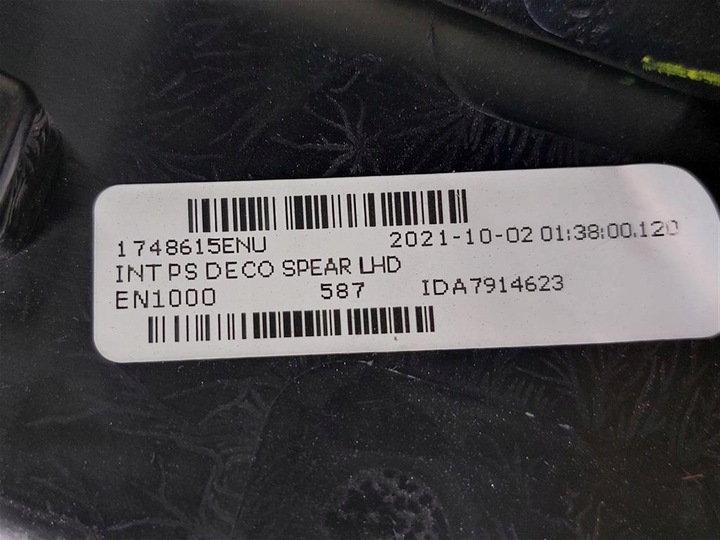 1748615ENU 2021-10-02 01:38:00.120
INT PS DECO SPEAR LHD
EN1000 587 IDA7914623